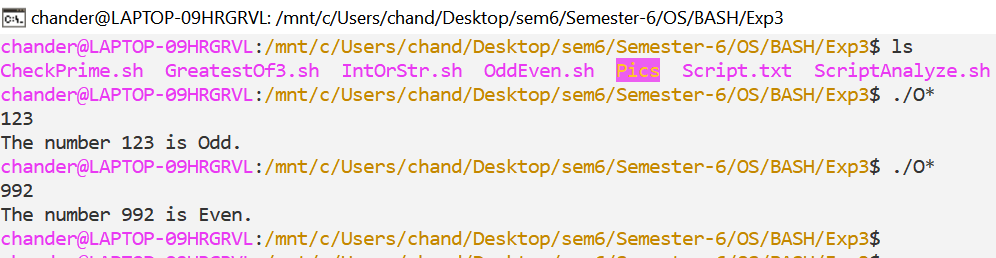 chander@LAPTOP-09HRGRVL: /mnt/c/Users/chand/Desktop/sem6/Semester-6/OS/BASH/Exp3
chander@LAPTOP-09HRGRVL:/mnt/c/Users/chand/Desktop/sem6/Semester-6/OS/BASH/Exp3$ ls
CheckPrime.sh  GreatestOf3.sh  IntOrStr.sh  OddEven.sh  Pics  Script.txt  ScriptAnalyze.sh
chander@LAPTOP-09HRGRVL:/mnt/c/Users/chand/Desktop/sem6/Semester-6/OS/BASH/Exp3$ ./O*
123
The number 123 is Odd.
chander@LAPTOP-09HRGRVL:/mnt/c/Users/chand/Desktop/sem6/Semester-6/OS/BASH/Exp3$ ./O*
992
The number 992 is Even.
chander@LAPTOP-09HRGRVL:/mnt/c/Users/chand/Desktop/sem6/Semester-6/OS/BASH/Exp3$